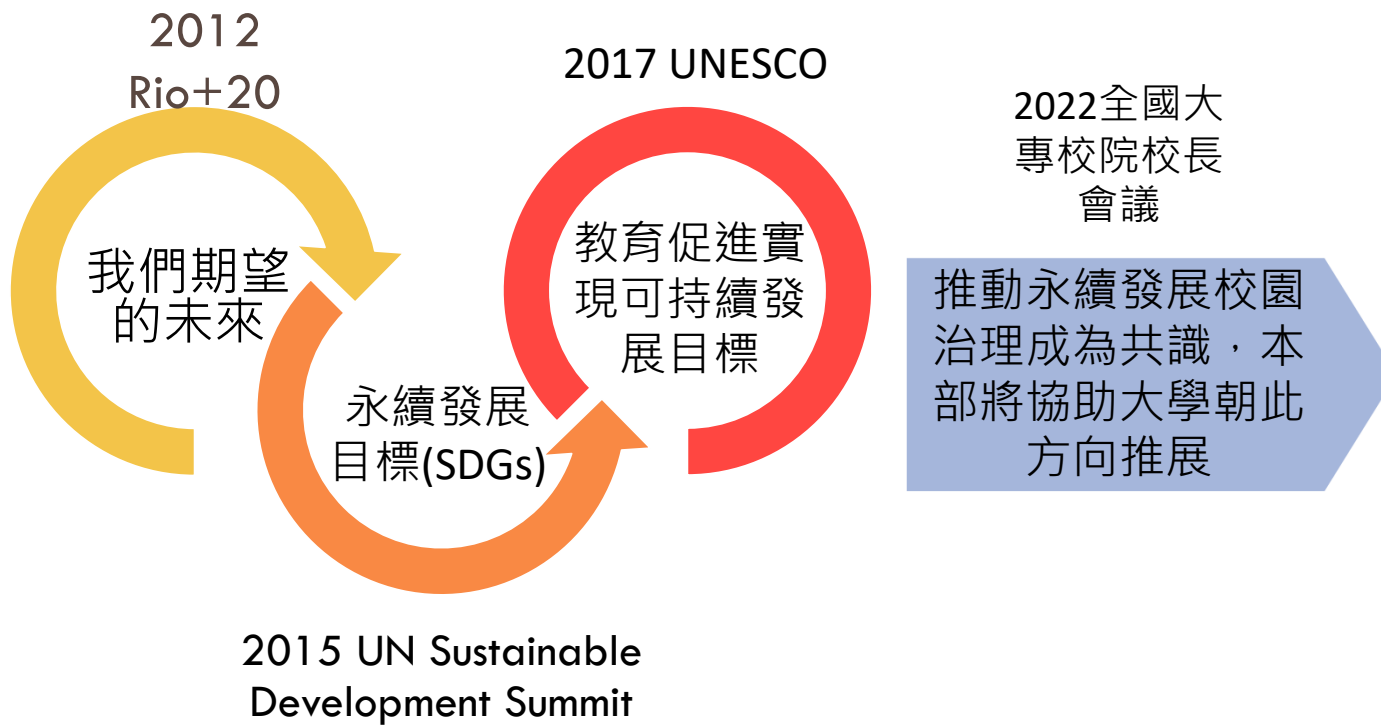 2012
Rio+20
我們期望
的未來
永續發展
目標(SDGs)
2015 UN Sustainable
Development Summit
2017 UNESCO
教育促進實
現可持續發
展目標
2022全國大
專校院校長
會議
推動永續發展校園
治理成為共識，本
部將協助大學朝此
方向推展